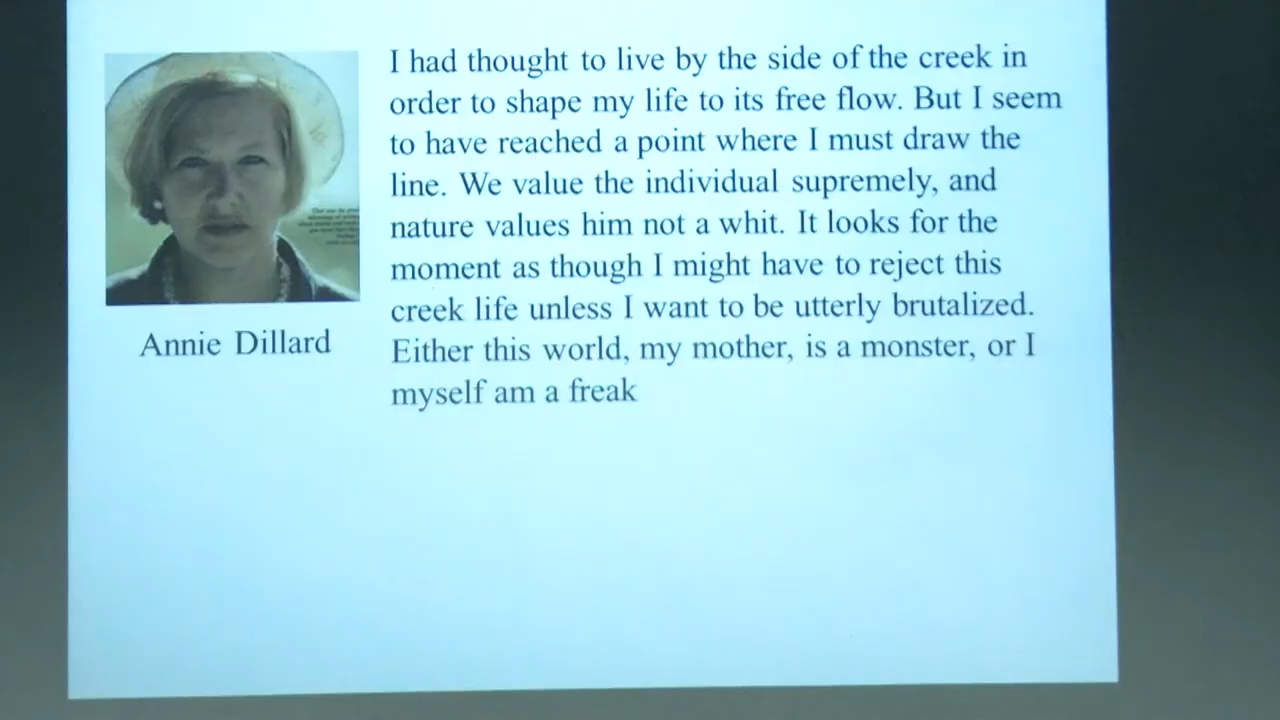 I had thought to live by the side of the creek in
order to shape my life to its free flow. But I seem
to have reached a point where I must draw the
line. We value the individual supremely, and
nature values him not a whit. It looks for the
moment as though I might have to reject this
creek life unless I want to be utterly brutalized.
Either this world, my mother, is a monster, or I
myself am a freak
Annie Dillard